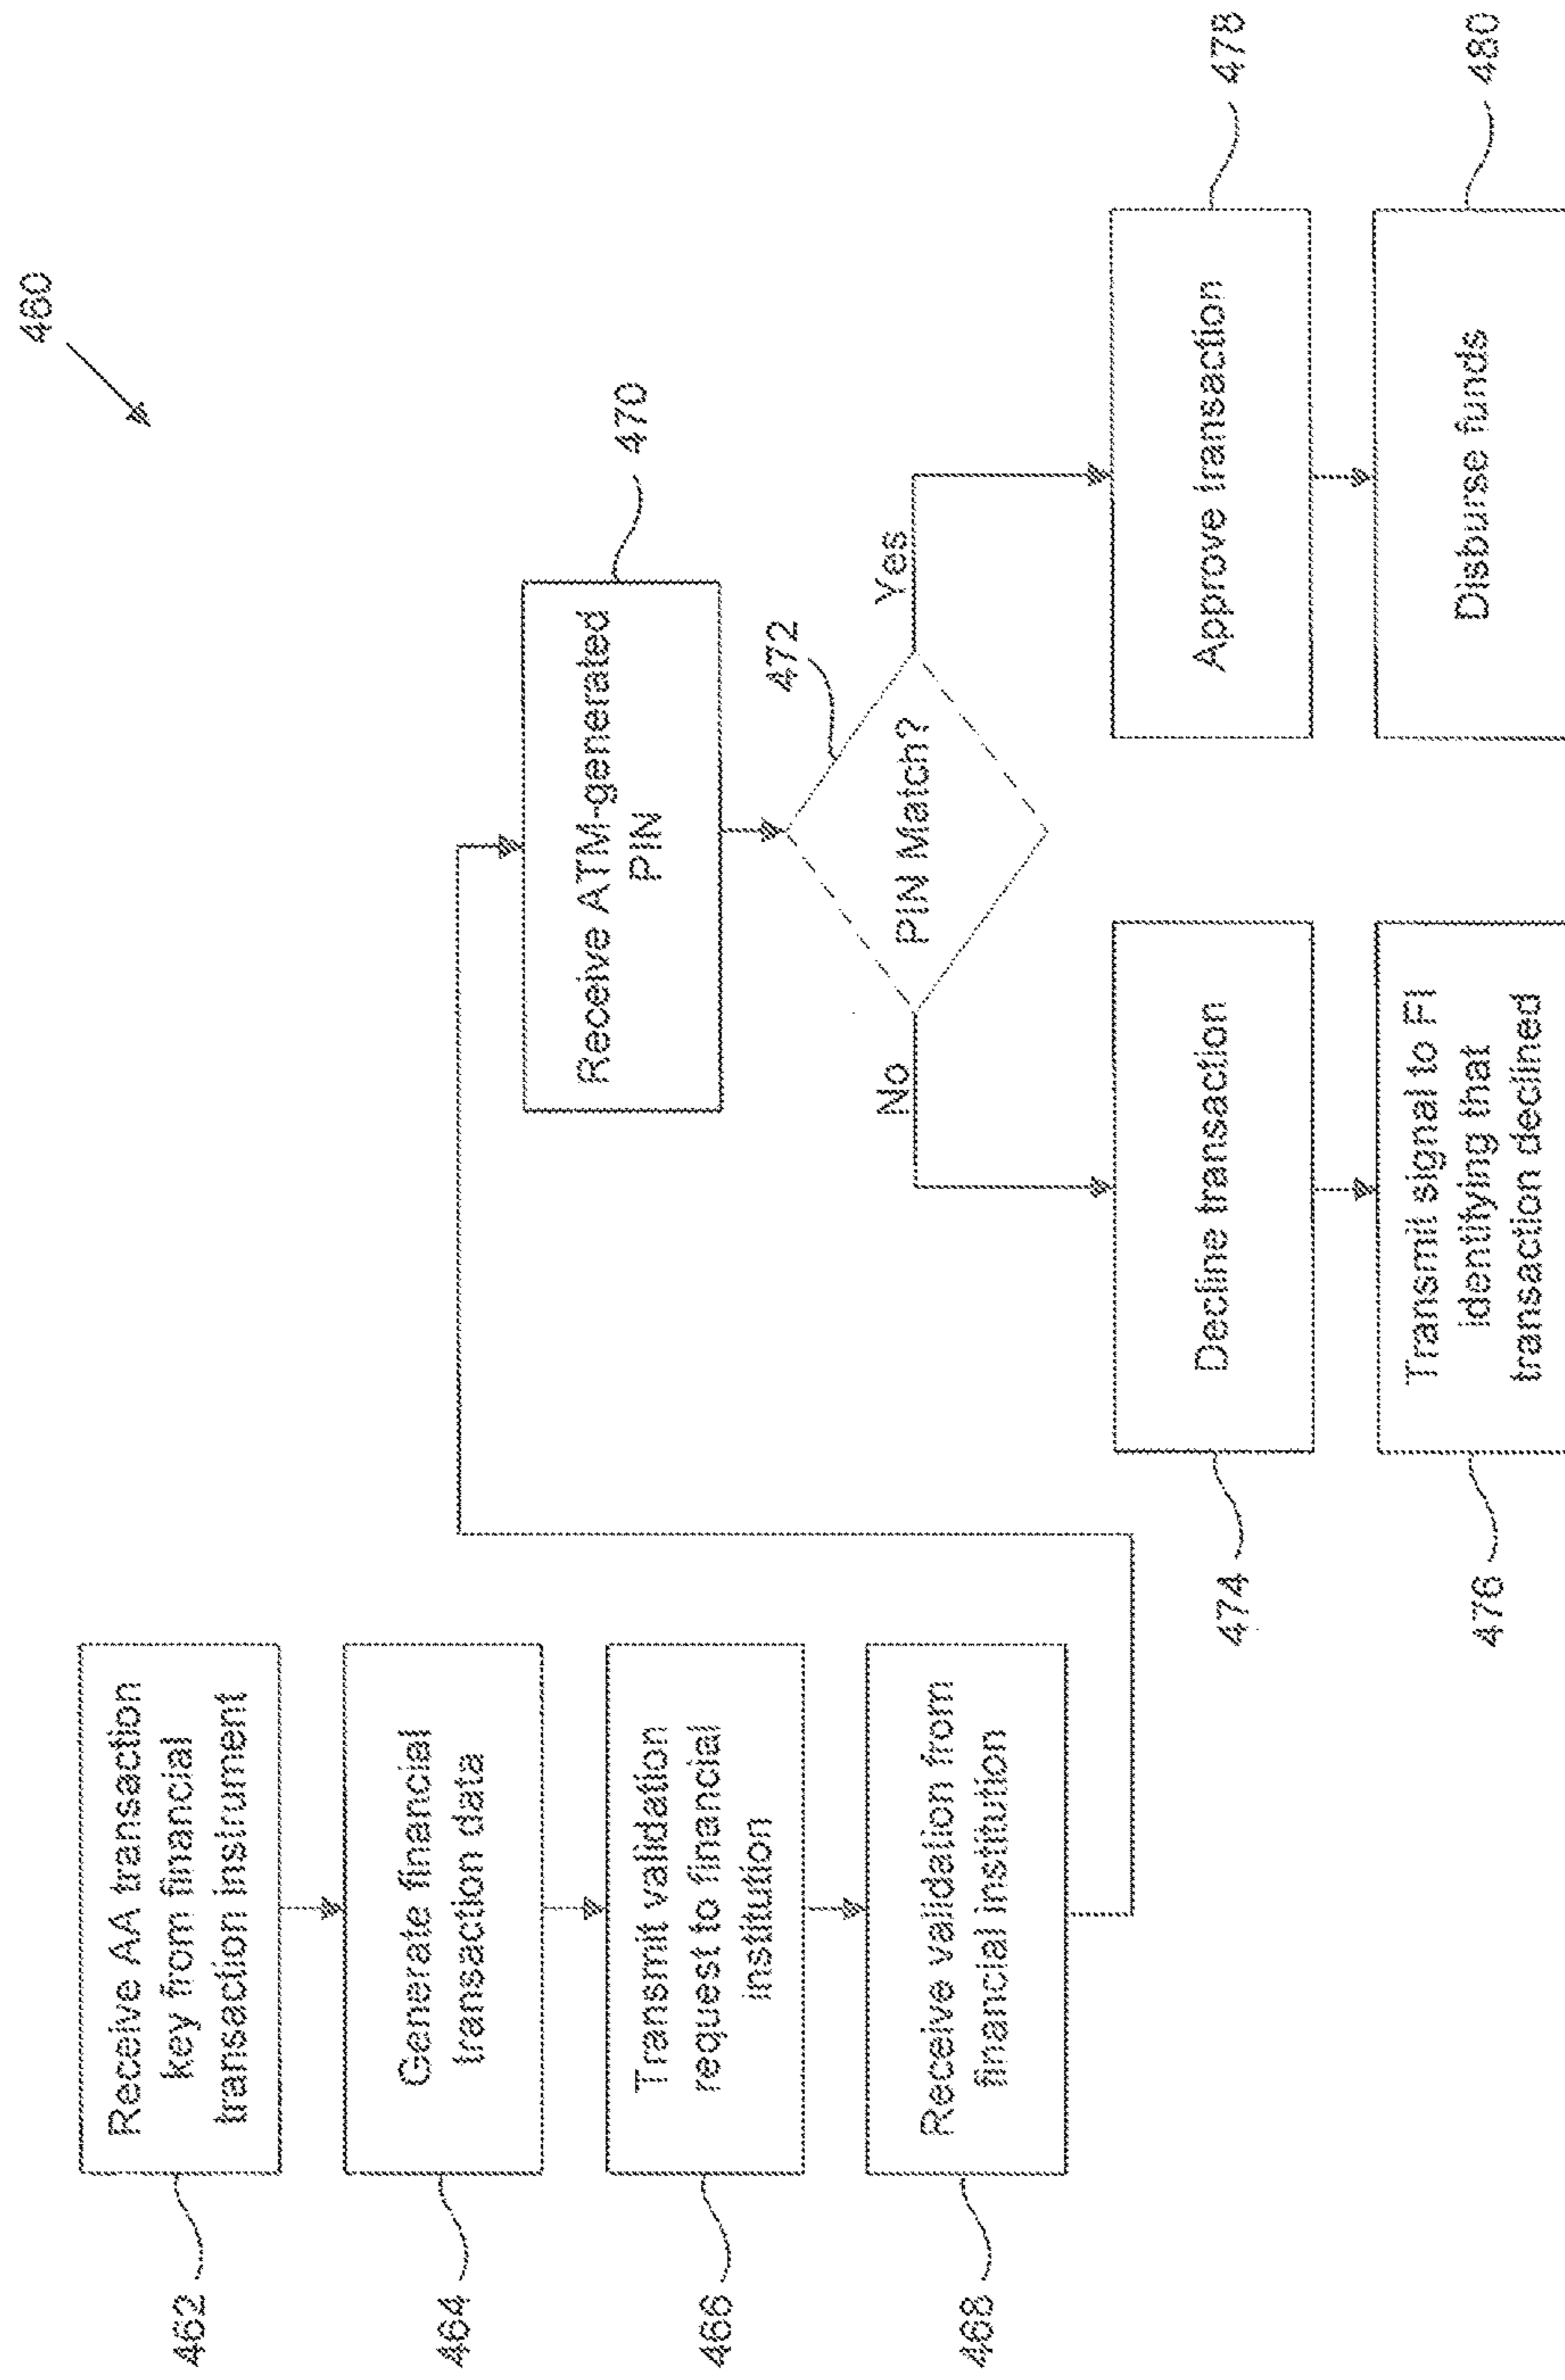 460
462
Receive AA transaction
key from financial
transaction instrument
464
Generate financial
transaction data
466
Transmit validation
request to financial
institution
468
Receive validation from
financial institution
470
Receive ATM-generated
PIN
472
PIN Match?
No
Yes
474
Decline transaction
478
Approve transaction
476
Transmit signal to FI
identifying that
transaction declined
480
Disburse funds